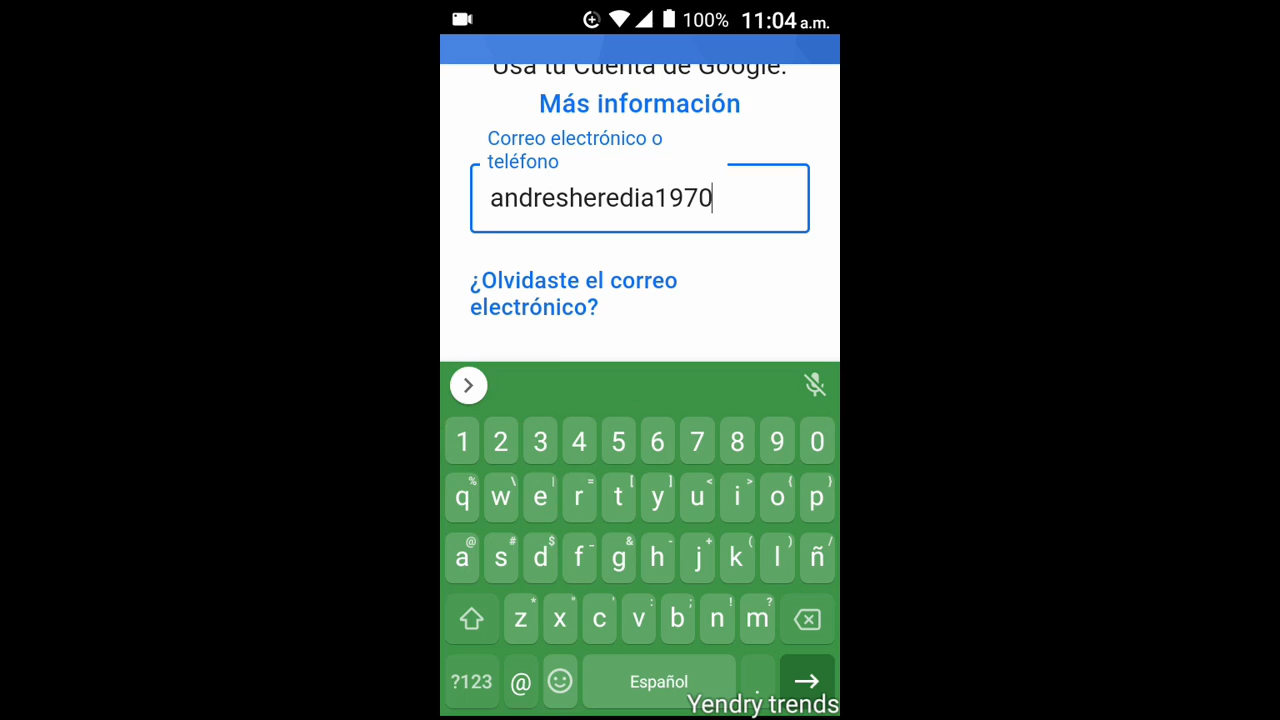 100% 11:04 a.m.
Usa tu Cuenta de Google.
Más información
Correo electrónico o
teléfono
andresheredia1970
¿Olvidaste el correo
electrónico?
1 2 3 4 5 6 7 8 9 0
% \ | = [ ] < > { }
q w e r t y u i o p
@ # $ _ & - + ( ) /
a s d f g h j k l ñ
* " ' : ; ! ?
z x c v b n m
?123 @ Español .
Yendry trends